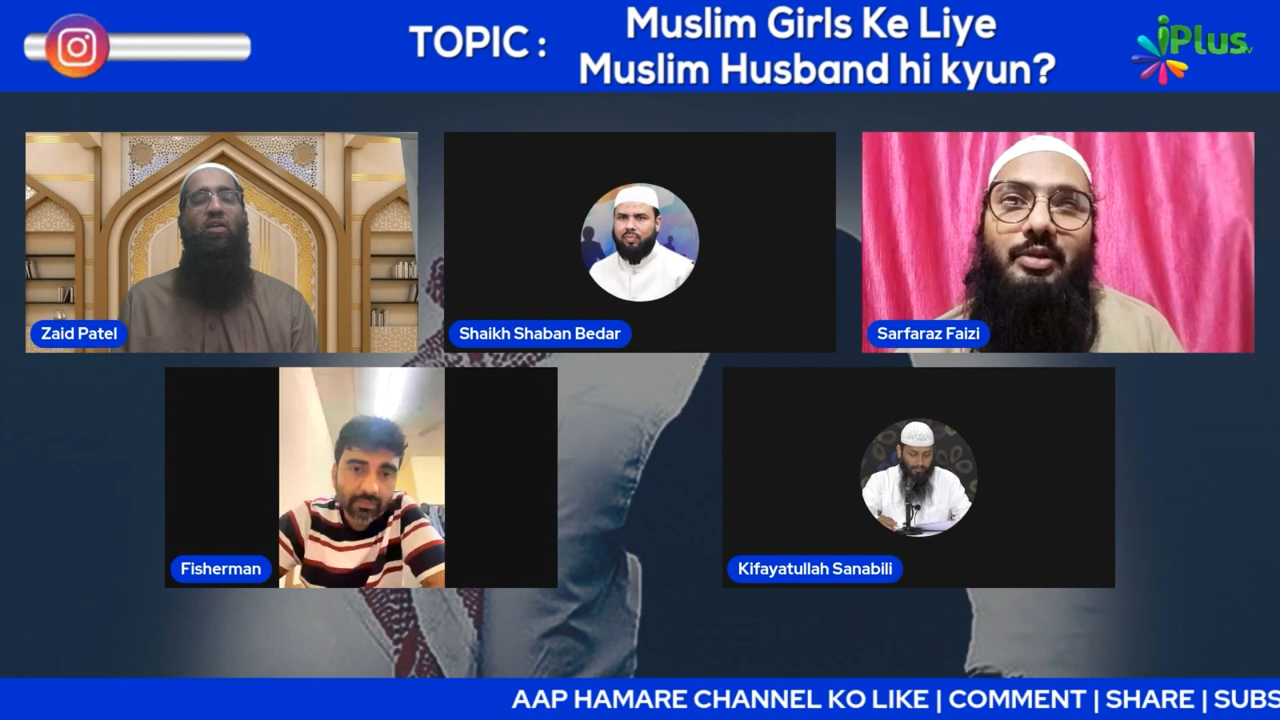 TOPIC :
Muslim Girls Ke Liye
Muslim Husband hi kyun?
iPlus
Zaid Patel
Shaikh Shaban Bedar
Sarfaraz Faizi
Fisherman
Kifayatullah Sanabili
AAP HAMARE CHANNEL KO LIKE | COMMENT | SHARE | SUBS